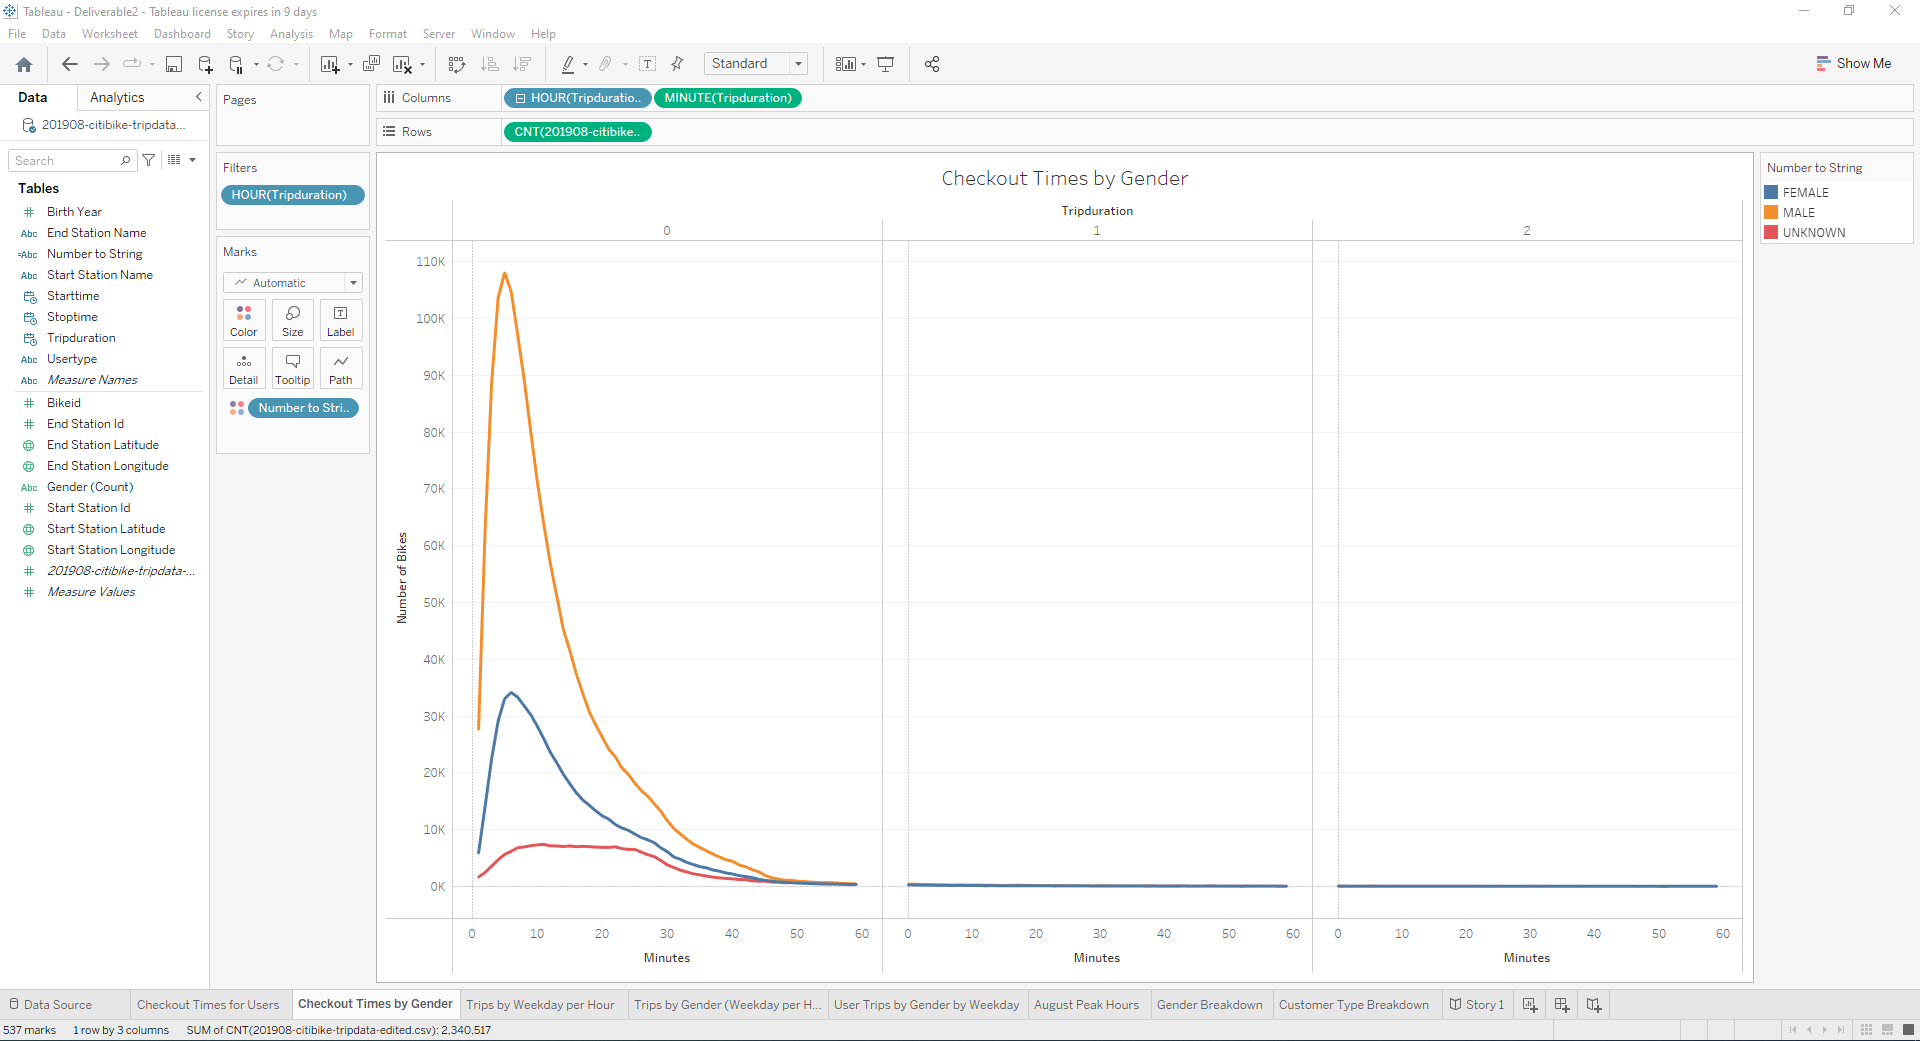 Tableau - Deliverable2 - Tableau license expires in 9 days
File Data Worksheet Dashboard Story Analysis Map Format Server Window Help
Standard
Show Me
Data Analytics
201908-citibike-tripdata...
Search
Tables
Birth Year
Abc End Station Name
=Abc Number to String
Abc Start Station Name
Starttime
Stoptime
Tripduration
Abc Usertype
Abc Measure Names
Bikeid
End Station Id
End Station Latitude
End Station Longitude
Abc Gender (Count)
Start Station Id
Start Station Latitude
Start Station Longitude
201908-citibike-tripdata-...
Measure Values
Pages
Filters
HOUR(Tripduration)
Marks
Automatic
Color Size Label
Detail Tooltip Path
Number to Stri..
Columns HOUR(Tripduratio.. MINUTE(Tripduration)
Rows CNT(201908-citibike..
Checkout Times by Gender
Tripduration
0 1 2
Number of Bikes
110K
100K
90K
80K
70K
60K
50K
40K
30K
20K
10K
0K
0 10 20 30 40 50 60 0 10 20 30 40 50 60 0 10 20 30 40 50 60
Minutes Minutes Minutes
Number to String
FEMALE
MALE
UNKNOWN
Data Source Checkout Times for Users Checkout Times by Gender Trips by Weekday per Hour Trips by Gender (Weekday per H... User Trips by Gender by Weekday August Peak Hours Gender Breakdown Customer Type Breakdown Story 1
537 marks 1 row by 3 columns SUM of CNT(201908-citibike-tripdata-edited.csv): 2,340,517